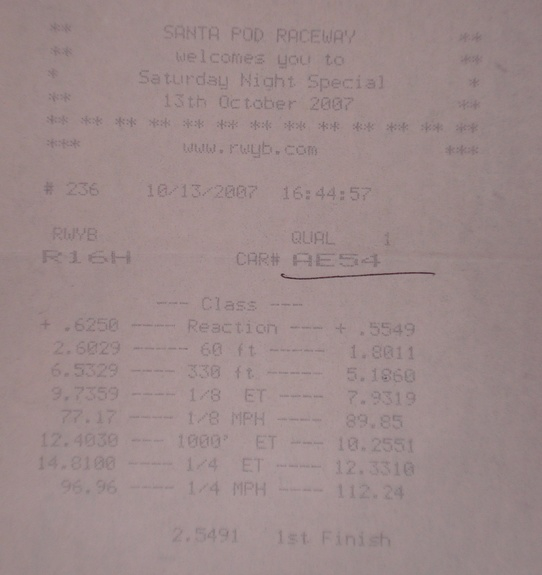 ** SANTA POD RACEWAY **
** welcomes you to **
* Saturday Night Special *
** 13th October 2007 **
** ** ** ** ** ** ** ** ** ** ** ** **
*** www.rwyb.com ***
# 236 10/13/2007 16:44:57
RWYB QUAL 1
R16H CAR# AE54
--- Class ---
+ .6250 ---- Reaction --- + .5549
2.6029 ----- 60 ft ----- 1.8011
6.5329 ---- 330 ft ---- 5.1860
9.7359 ---- 1/8 ET ---- 7.9319
77.17 ---- 1/8 MPH ---- 89.85
12.4030 --- 1000' ET --- 10.2551
14.8100 ---- 1/4 ET ---- 12.3310
96.96 ---- 1/4 MPH ---- 112.24
2.5491 1st Finish